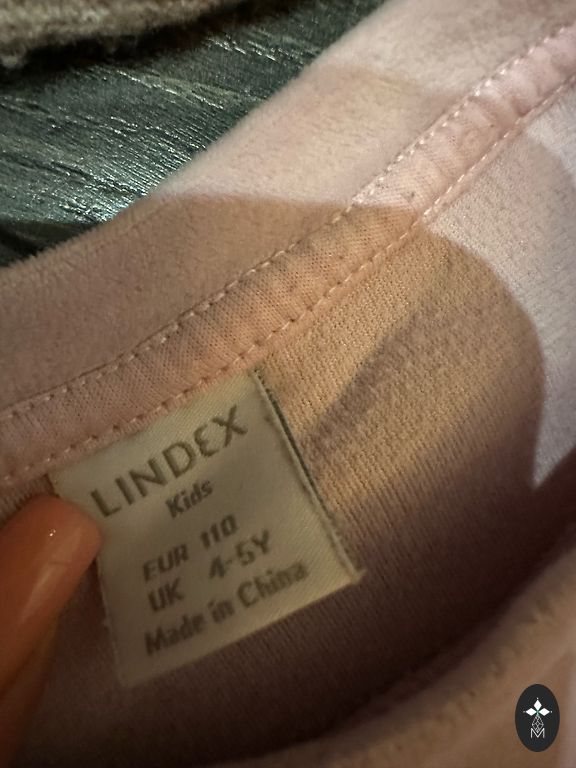 LINDEX
Kids
EUR 110
UK 4-5Y
Made in China
M